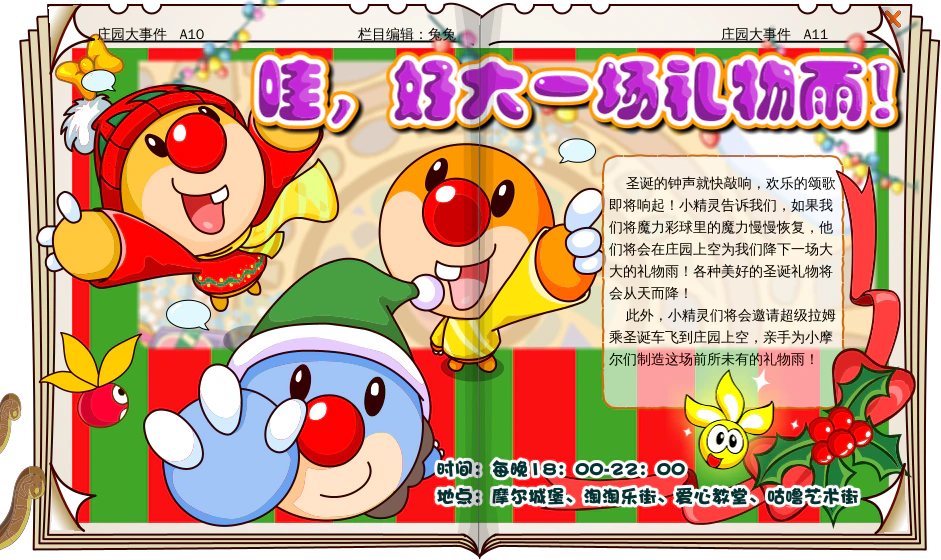 庄园大事件 A10
栏目编辑：兔兔
庄园大事件 A11
哇，好大一场礼物雨！
圣诞的钟声就快敲响，欢乐的颂歌
即将响起！小精灵告诉我们，如果我
们将魔力彩球里的魔力慢慢恢复，他
们将会在庄园上空为我们降下一场大
大的礼物雨！各种美好的圣诞礼物将
会从天而降！
此外，小精灵们将会邀请超级拉姆
乘圣诞车飞到庄园上空，亲手为小摩
尔们制造这场前所未有的礼物雨！
时间：每晚18：00-22：00
地点：摩尔城堡、淘淘乐街、爱心教堂、咕噜艺术街